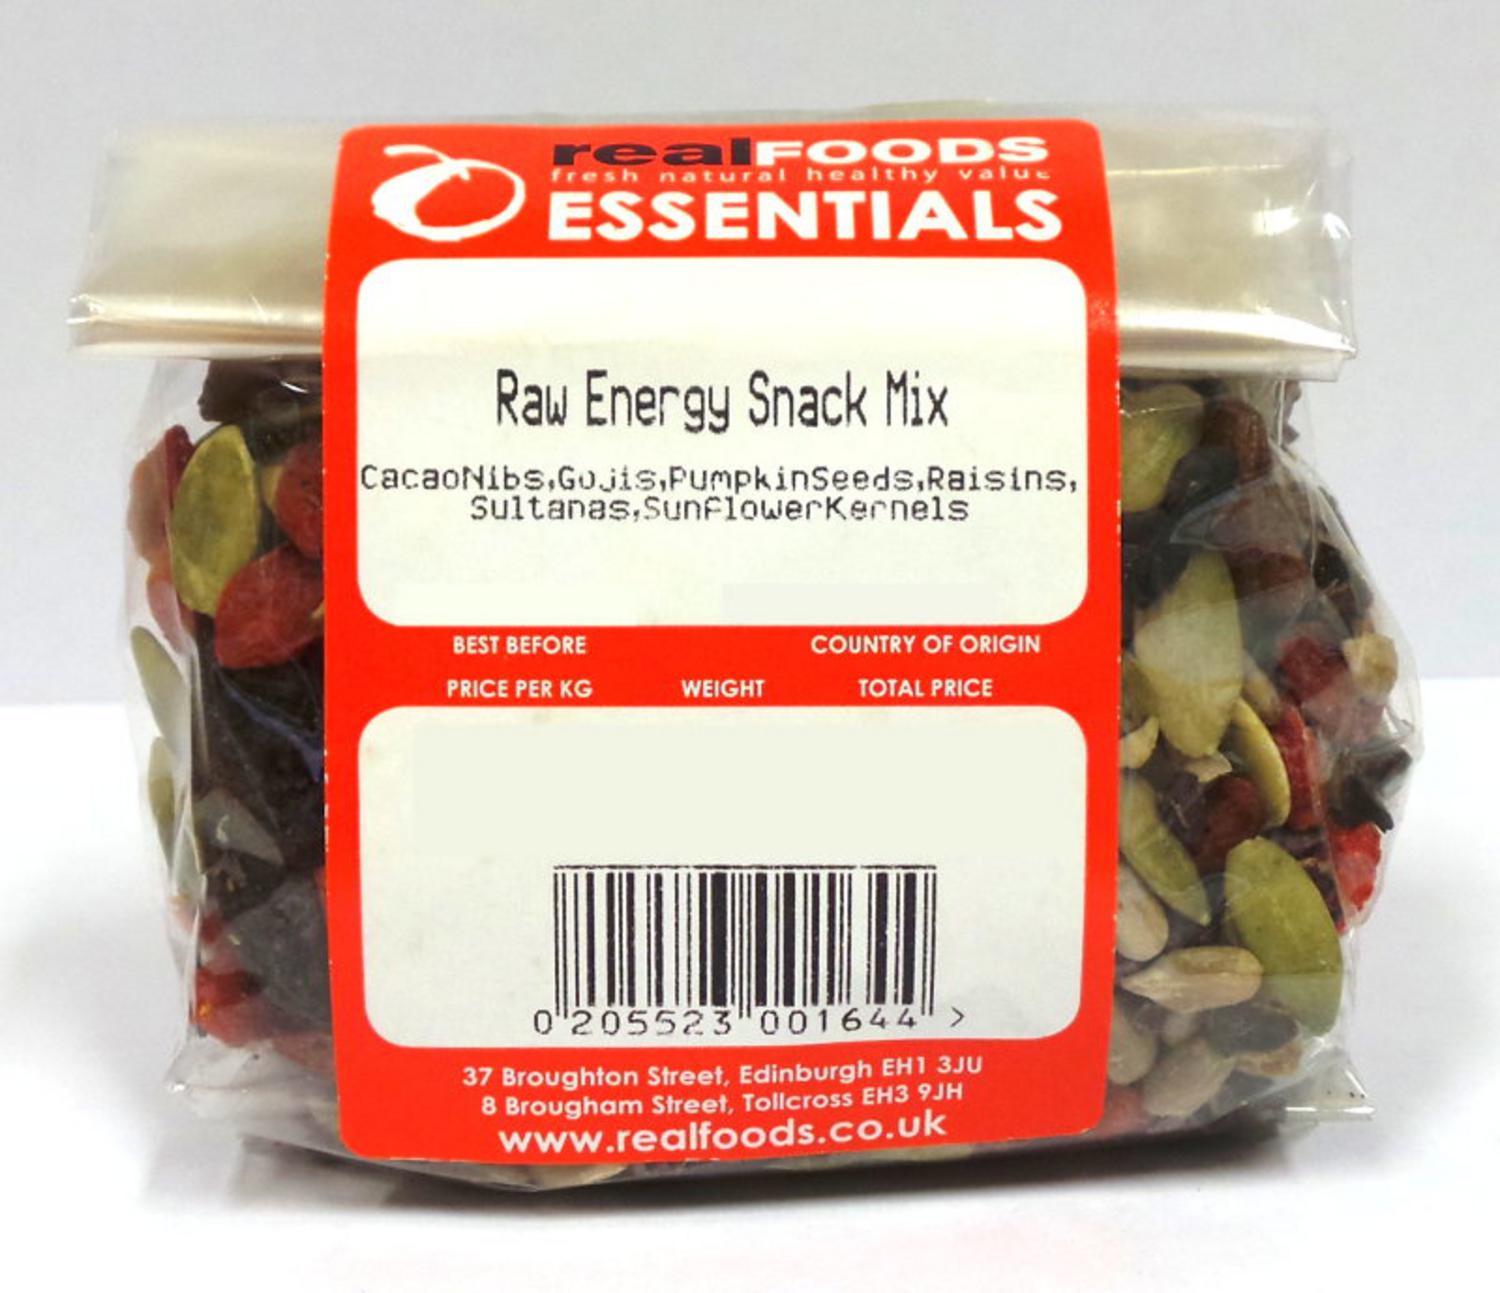 realFOODS
fresh natural healthy value
ESSENTIALS
Raw Energy Snack Mix
CacaoNibs,Gojis,PumpkinSeeds,Raisins,
Sultanas,SunflowerKernels
BEST BEFORE COUNTRY OF ORIGIN
PRICE PER KG WEIGHT TOTAL PRICE
0 205523 001644 >
37 Broughton Street, Edinburgh EH1 3JU
8 Brougham Street, Tollcross EH3 9JH
www.realfoods.co.uk